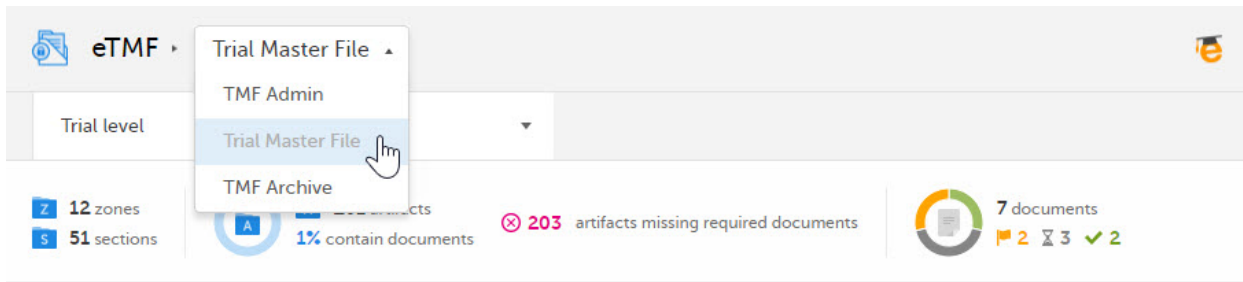 eTMF
Trial Master File
TMF Admin
Trial level
Trial Master File
TMF Archive
Z 12 zones
S 51 sections
A
1% contain documents
203 artifacts missing required documents
7 documents
2 3 2
e